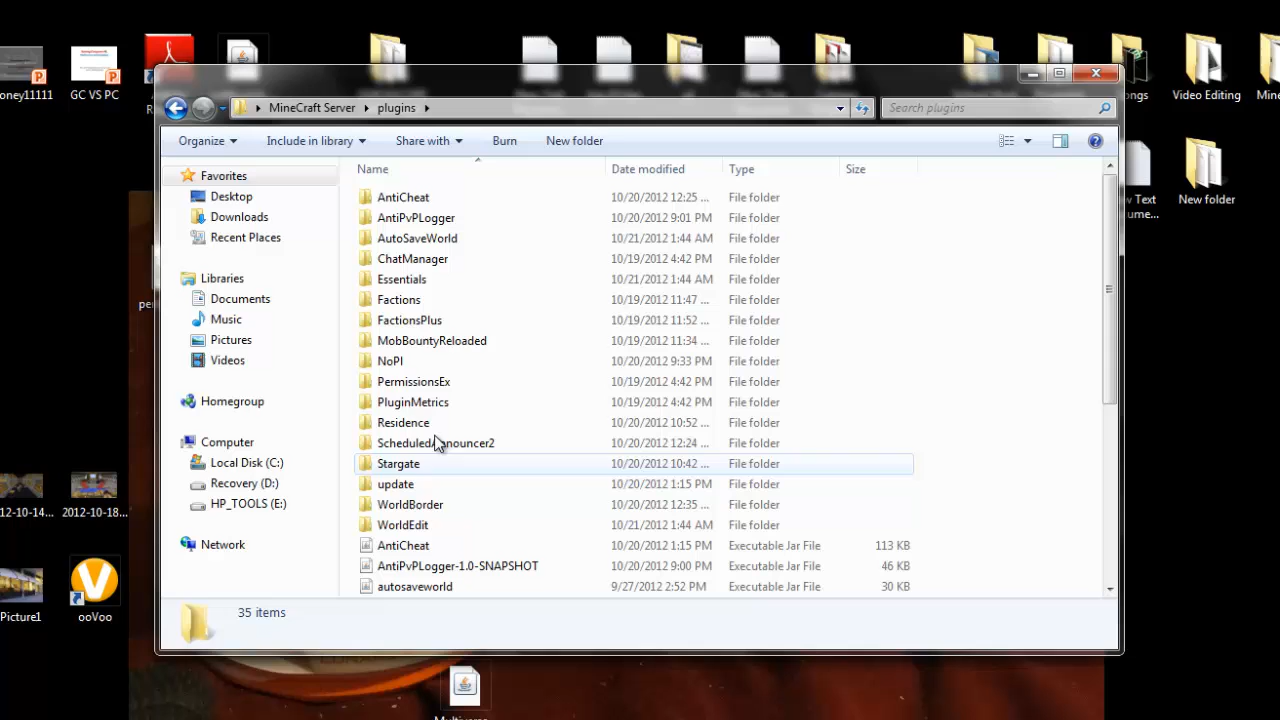 oney11111
GC VS PC
Video Editing
New folder
MineCraft Server
plugins
Search plugins
Organize
Include in library
Share with
Burn
New folder
Name
Date modified
Type
Size
Favorites
Desktop
Downloads
Recent Places
Libraries
Documents
Music
Pictures
Videos
Homegroup
Computer
Local Disk (C:)
Recovery (D:)
HP_TOOLS (E:)
Network
AntiCheat 10/20/2012 12:25 ... File folder
AntiPvPLogger 10/20/2012 9:01 PM File folder
AutoSaveWorld 10/21/2012 1:44 AM File folder
ChatManager 10/19/2012 4:42 PM File folder
Essentials 10/21/2012 1:44 AM File folder
Factions 10/19/2012 11:47 ... File folder
FactionsPlus 10/19/2012 11:52 ... File folder
MobBountyReloaded 10/19/2012 11:34 ... File folder
NoPI 10/20/2012 9:33 PM File folder
PermissionsEx 10/19/2012 4:42 PM File folder
PluginMetrics 10/19/2012 4:42 PM File folder
Residence 10/20/2012 10:52 ... File folder
ScheduledAnnouncer2 10/20/2012 12:24 ... File folder
Stargate 10/20/2012 10:42 ... File folder
update 10/20/2012 1:15 PM File folder
WorldBorder 10/20/2012 12:35 ... File folder
WorldEdit 10/21/2012 1:44 AM File folder
AntiCheat 10/20/2012 1:15 PM Executable Jar File 113 KB
AntiPvPLogger-1.0-SNAPSHOT 10/20/2012 9:00 PM Executable Jar File 46 KB
autosaveworld 9/27/2012 2:52 PM Executable Jar File 30 KB
35 items
12-10-14...
2012-10-18...
Picture1
ooVoo